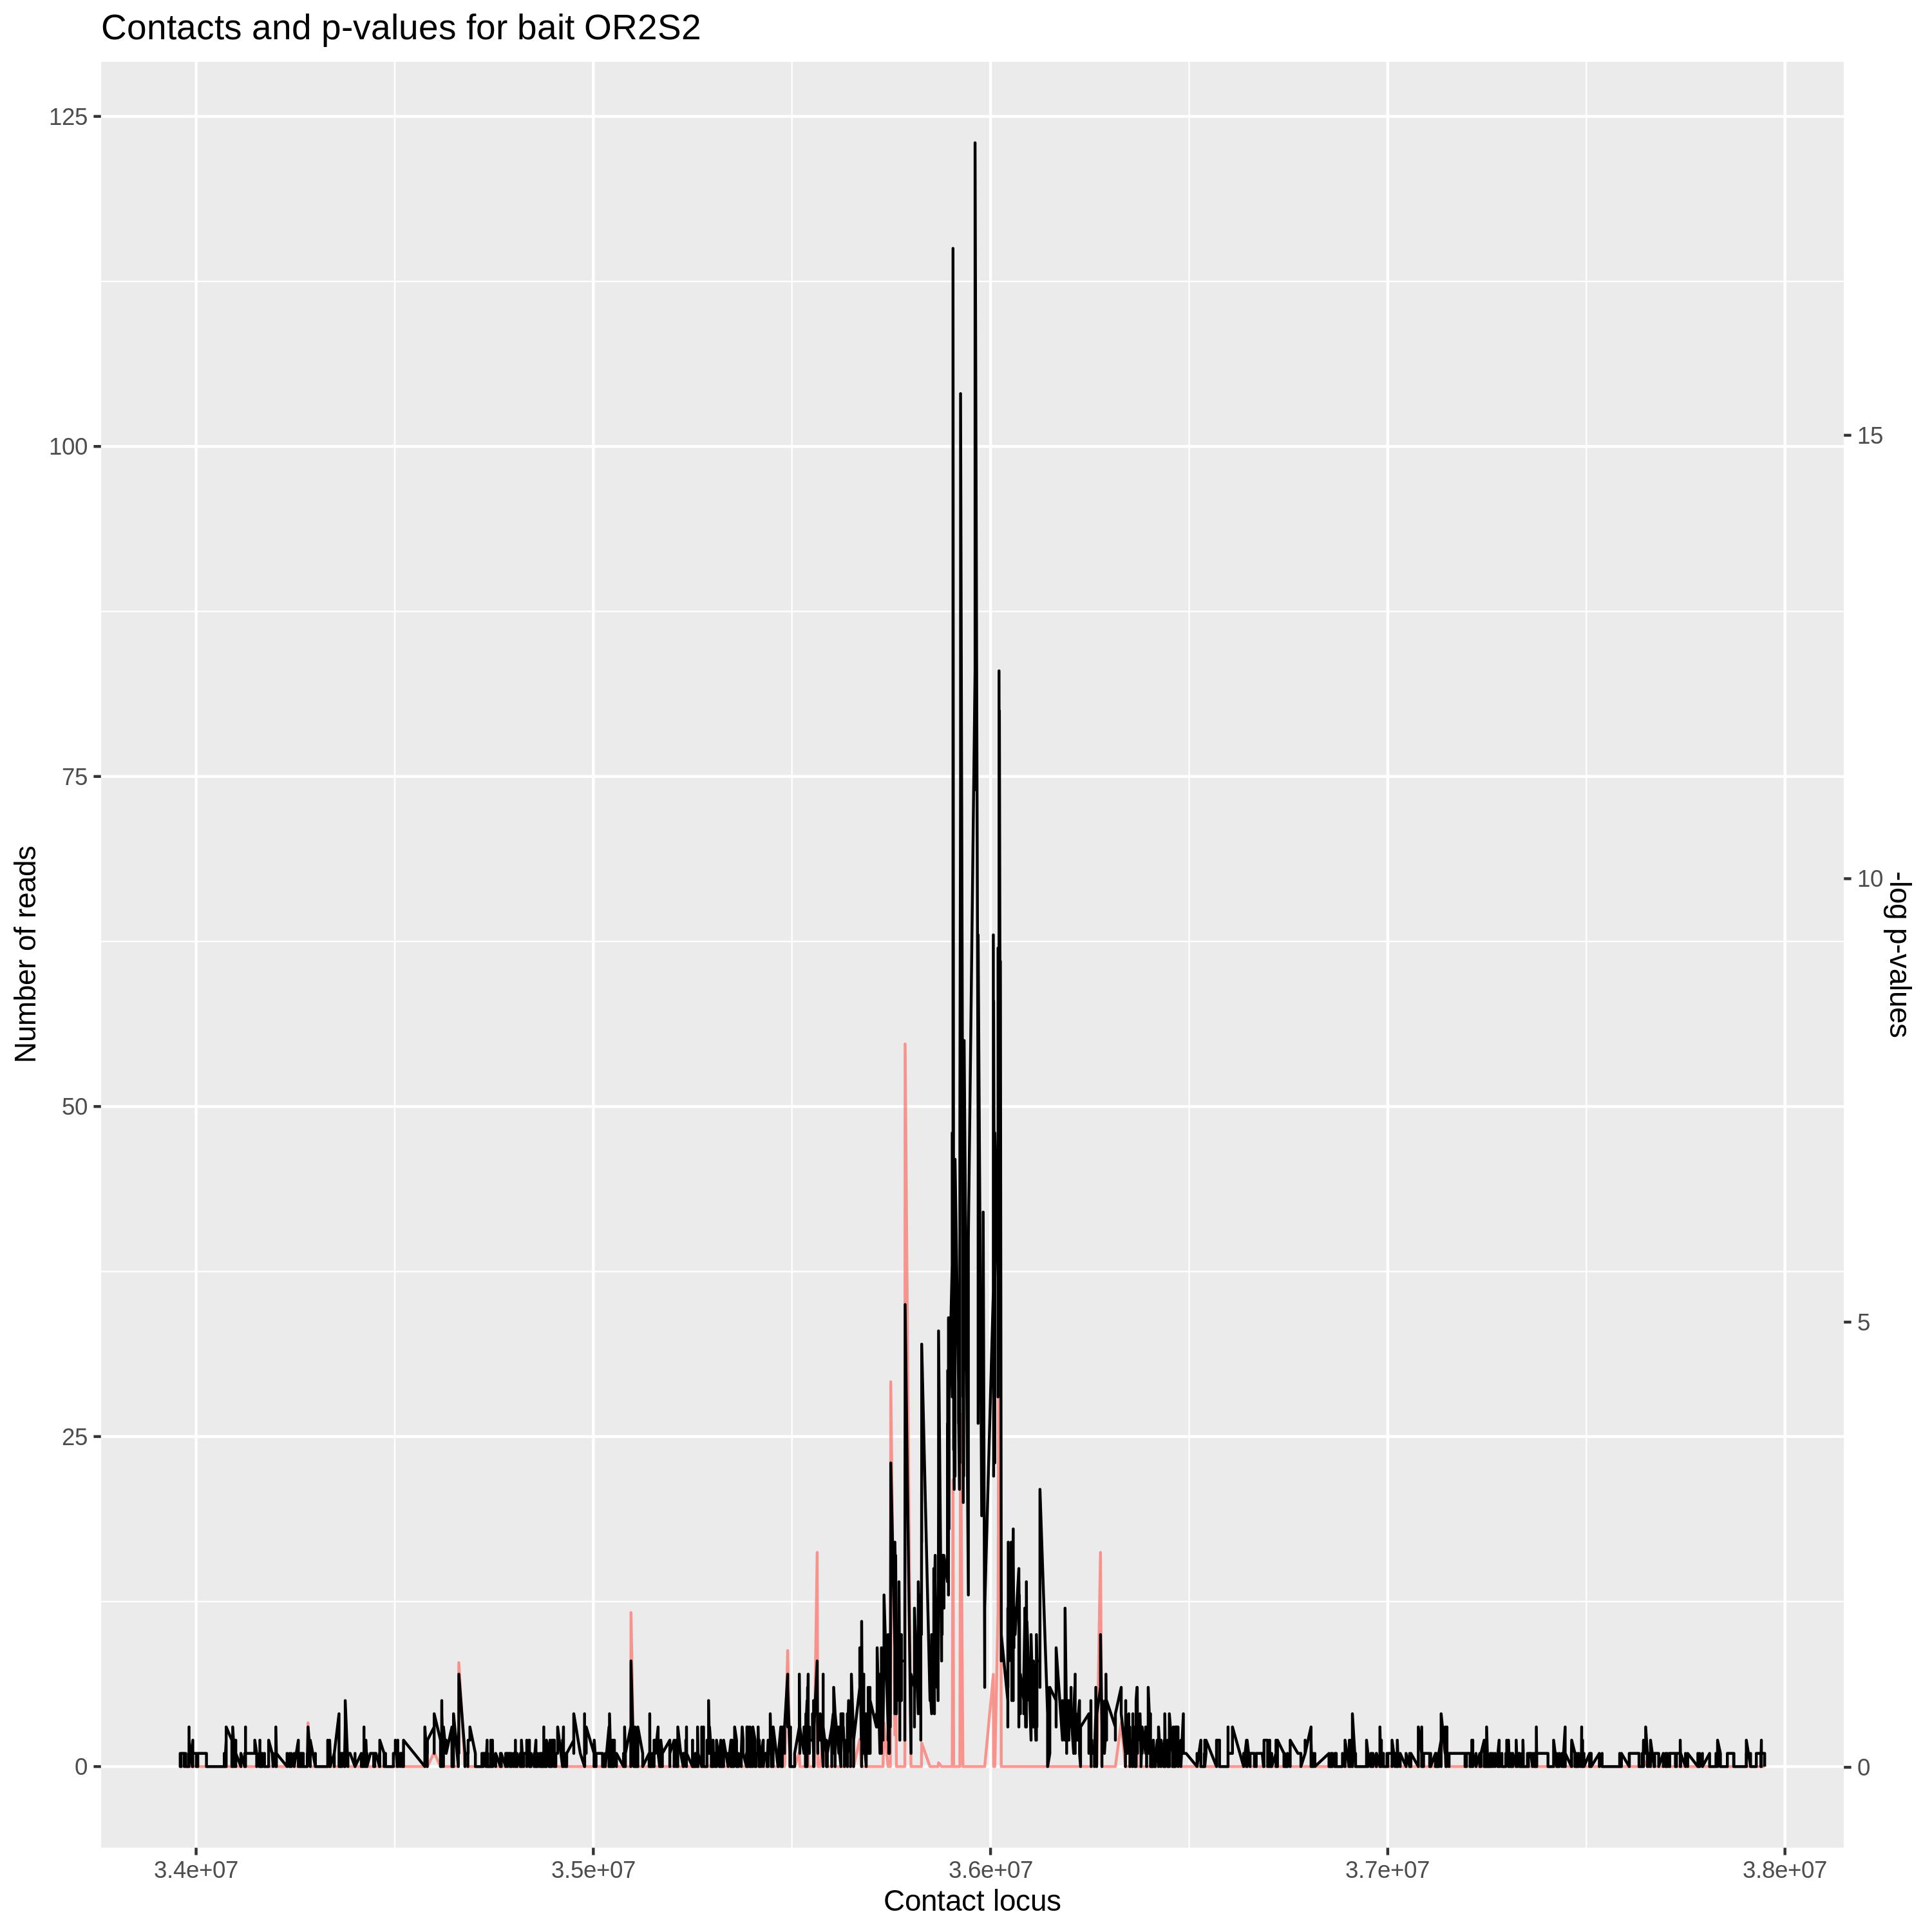 Contacts and p-values for bait OR2S2
125
100
75
50
25
0
Number of reads
15
10
5
0
-log p-values
3.4e+07 3.5e+07 3.6e+07 3.7e+07 3.8e+07
Contact locus